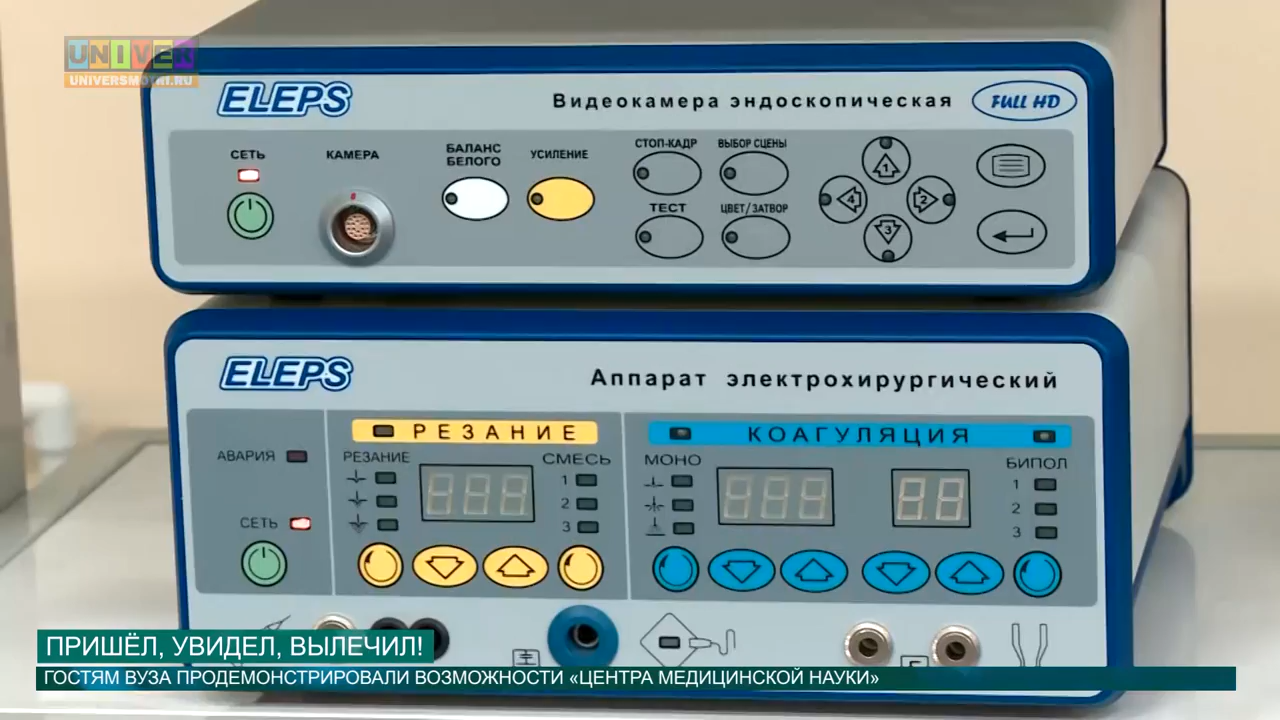 UNIVER
UNIVERSMOTRI.RU
ELEPS
Видеокамера эндоскопическая
FULL HD
СЕТЬ
КАМЕРА
БАЛАНС
БЕЛОГО
УСИЛЕНИЕ
СТОП-КАДР
ВЫБОР СЦЕНЫ
ТЕСТ
ЦВЕТ/ЗАТВОР
1
4
2
3
ELEPS
Аппарат электрохирургический
РЕЗАНИЕ
КОАГУЛЯЦИЯ
АВАРИЯ
РЕЗАНИЕ
СМЕСЬ
МОНО
БИПОЛ
1
2
3
1
2
3
СЕТЬ
ПРИШЁЛ, УВИДЕЛ, ВЫЛЕЧИЛ!
ГОСТЯМ ВУЗА ПРОДЕМОНСТРИРОВАЛИ ВОЗМОЖНОСТИ «ЦЕНТРА МЕДИЦИНСКОЙ НАУКИ»